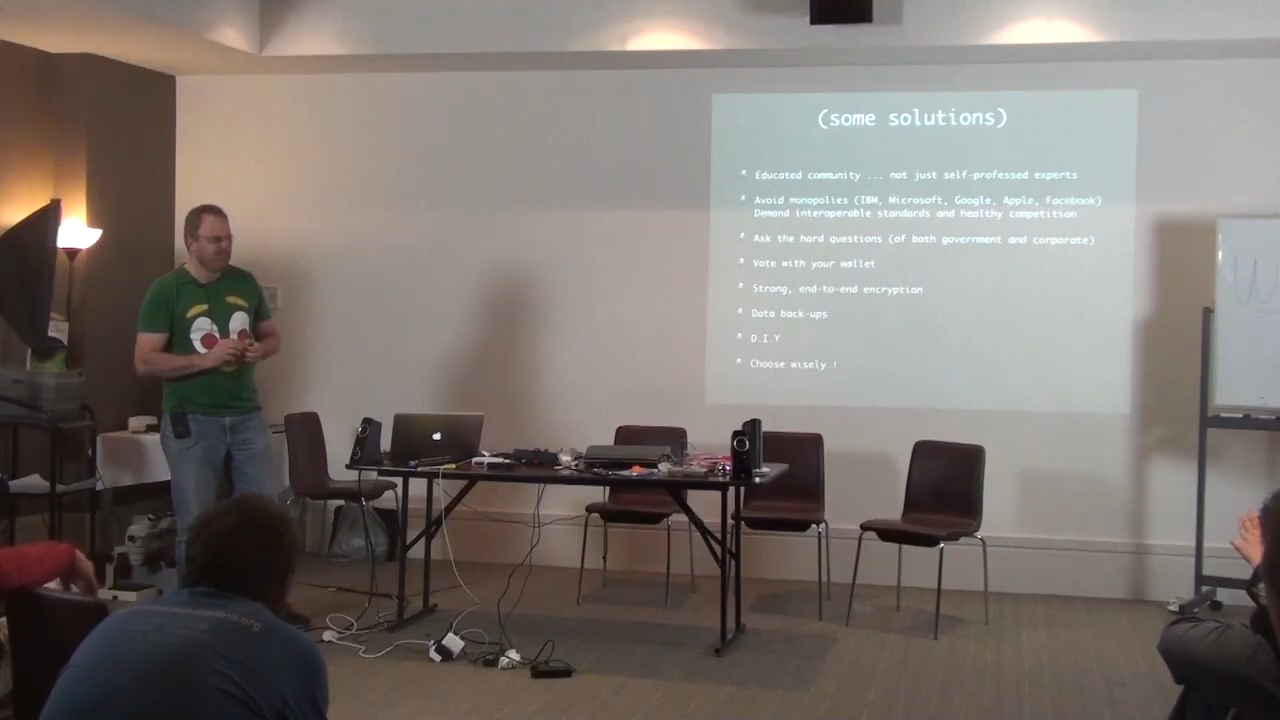 (some solutions)
* Educated community ... not just self-professed experts
* Avoid monopolies (IBM, Microsoft, Google, Apple, Facebook)
Demand interoperable standards and healthy competition
* Ask the hard questions (of both government and corporate)
* Vote with your wallet
* Strong, end-to-end encryption
* Data back-ups
* D.I.Y
* Choose wisely !